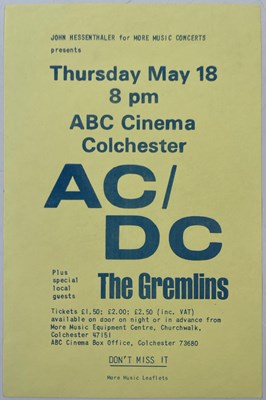 JOHN HESSENTHALER for MORE MUSIC CONCERTS
presents
Thursday May 18
8 pm
ABC Cinema
Colchester
AC/
DC
Plus
special
local
guests
The Gremlins
Tickets £1.50; £2.00; £2.50 (inc. VAT)
available on door on night or in advance from
More Music Equipment Centre, Churchwalk,
Colchester 47151
ABC Cinema Box Office, Colchester 73680
DON'T MISS IT
More Music Leaflets